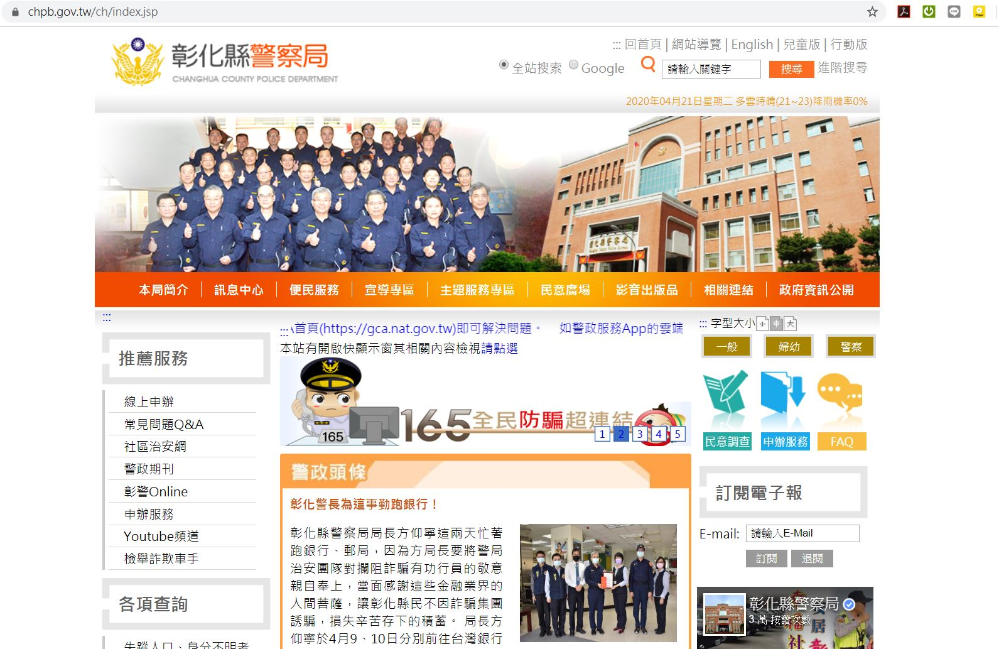 chpb.gov.tw/ch/index.jsp
彰化縣警察局
CHANGHUA COUNTY POLICE DEPARTMENT
::: 回首頁 | 網站導覽 | English | 兒童版 | 行動版
全站搜索 Google 請輸入關鍵字 搜尋 進階搜尋
2020年04月21日星期二 多雲時晴(21~23)降雨機率0%
彰化縣警察局
本局簡介 訊息中心 便民服務 宣導專區 主題服務專區 民意廣場 影音出版品 相關連結 政府資訊公開
:::
推薦服務
線上申辦
常見問題Q&A
社區治安網
警政期刊
彰警Online
申辦服務
Youtube頻道
檢舉詐欺車手
各項查詢
失蹤人口、身分不明者
::: 首頁(https://gca.nat.gov.tw)即可解決問題。 如警政服務App的雲端
本站有開啟快顯示窗其相關內容檢視請點選
165
165全民防騙超連結
1 2 3 4 5
警政頭條
彰化警長為這事勤跑銀行！
彰化縣警察局局長方仰寧這兩天忙著
跑銀行、郵局，因為方局長要將警局
治安團隊對攔阻詐騙有功行員的敬意
親自奉上，當面感謝這些金融業界的
人間菩薩，讓彰化縣民不因詐騙集團
誘騙，損失辛苦存下的積蓄。 局長方
仰寧於4月9、10日分別前往台灣銀行
::: 字型大小 小 中 大
一般 婦幼 警察
民意調查 申辦服務 FAQ
訂閱電子報
E-mail: 請輸入E-Mail
訂閱 退閱
彰化縣警察局
3 萬 按讚次數